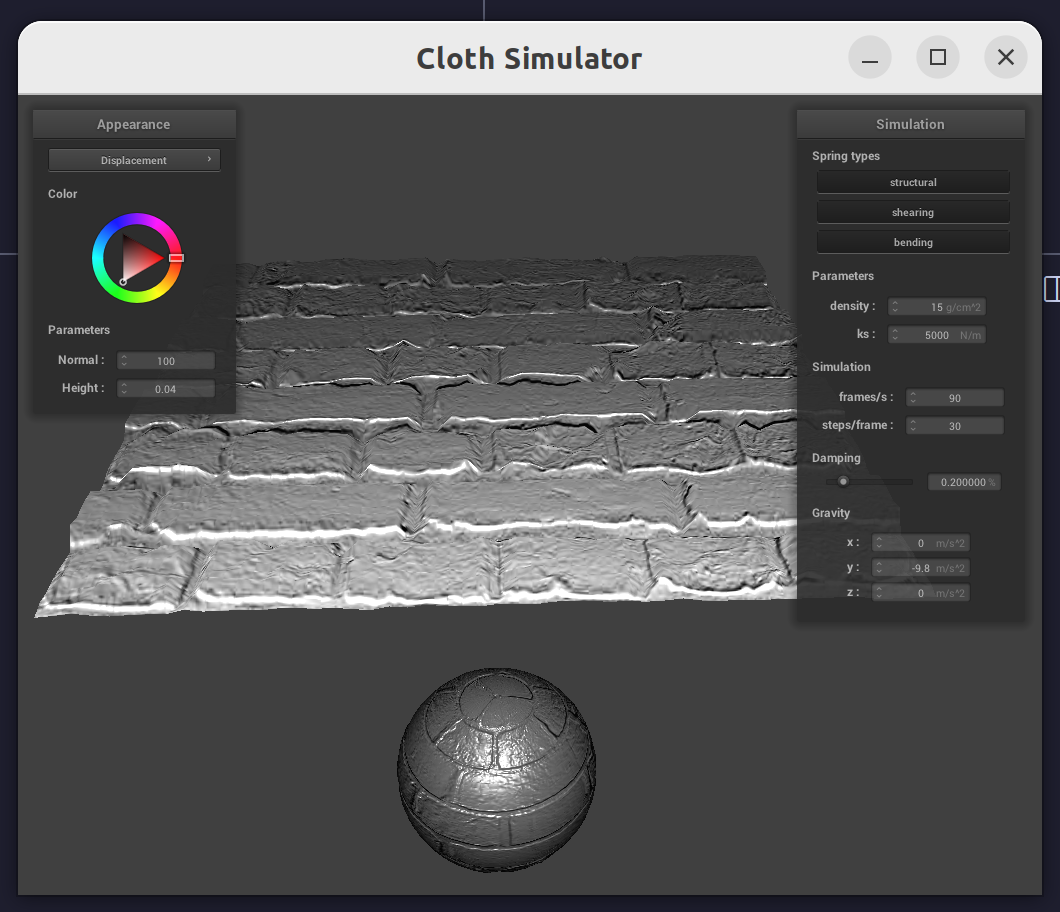 Cloth Simulator
Appearance
Displacement
Color
Parameters
Normal : 100
Height : 0.04
Simulation
Spring types
structural
shearing
bending
Parameters
density : 15 g/cm^2
ks : 5000 N/m
Simulation
frames/s : 90
steps/frame : 30
Damping
0.200000 %
Gravity
x : 0 m/s^2
y : -9.8 m/s^2
z : 0 m/s^2